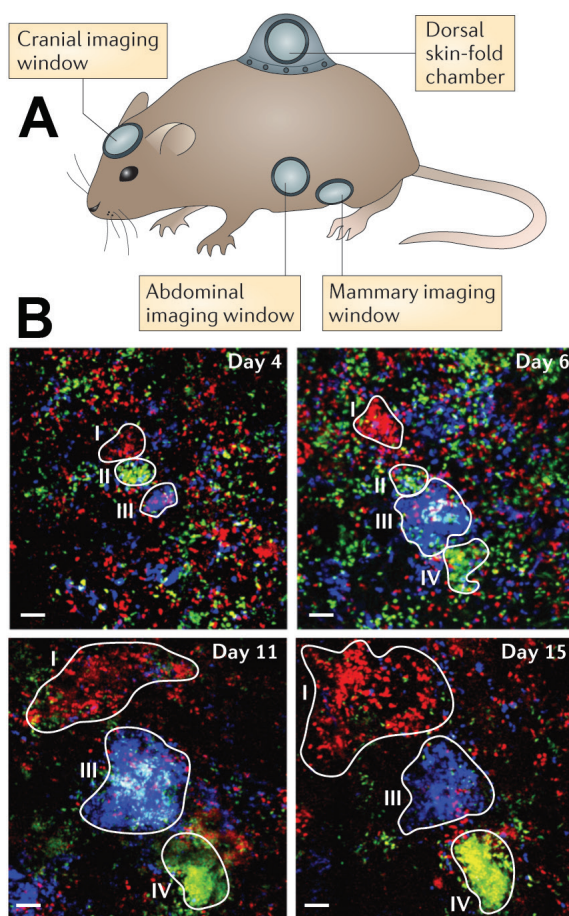 Cranial imaging
window
Dorsal
skin-fold
chamber
A
Abdominal
imaging window
Mammary imaging
window
B
Day 4
I
II
III
Day 6
I
II
III
IV
Day 11
I
III
IV
Day 15
I
III
IV